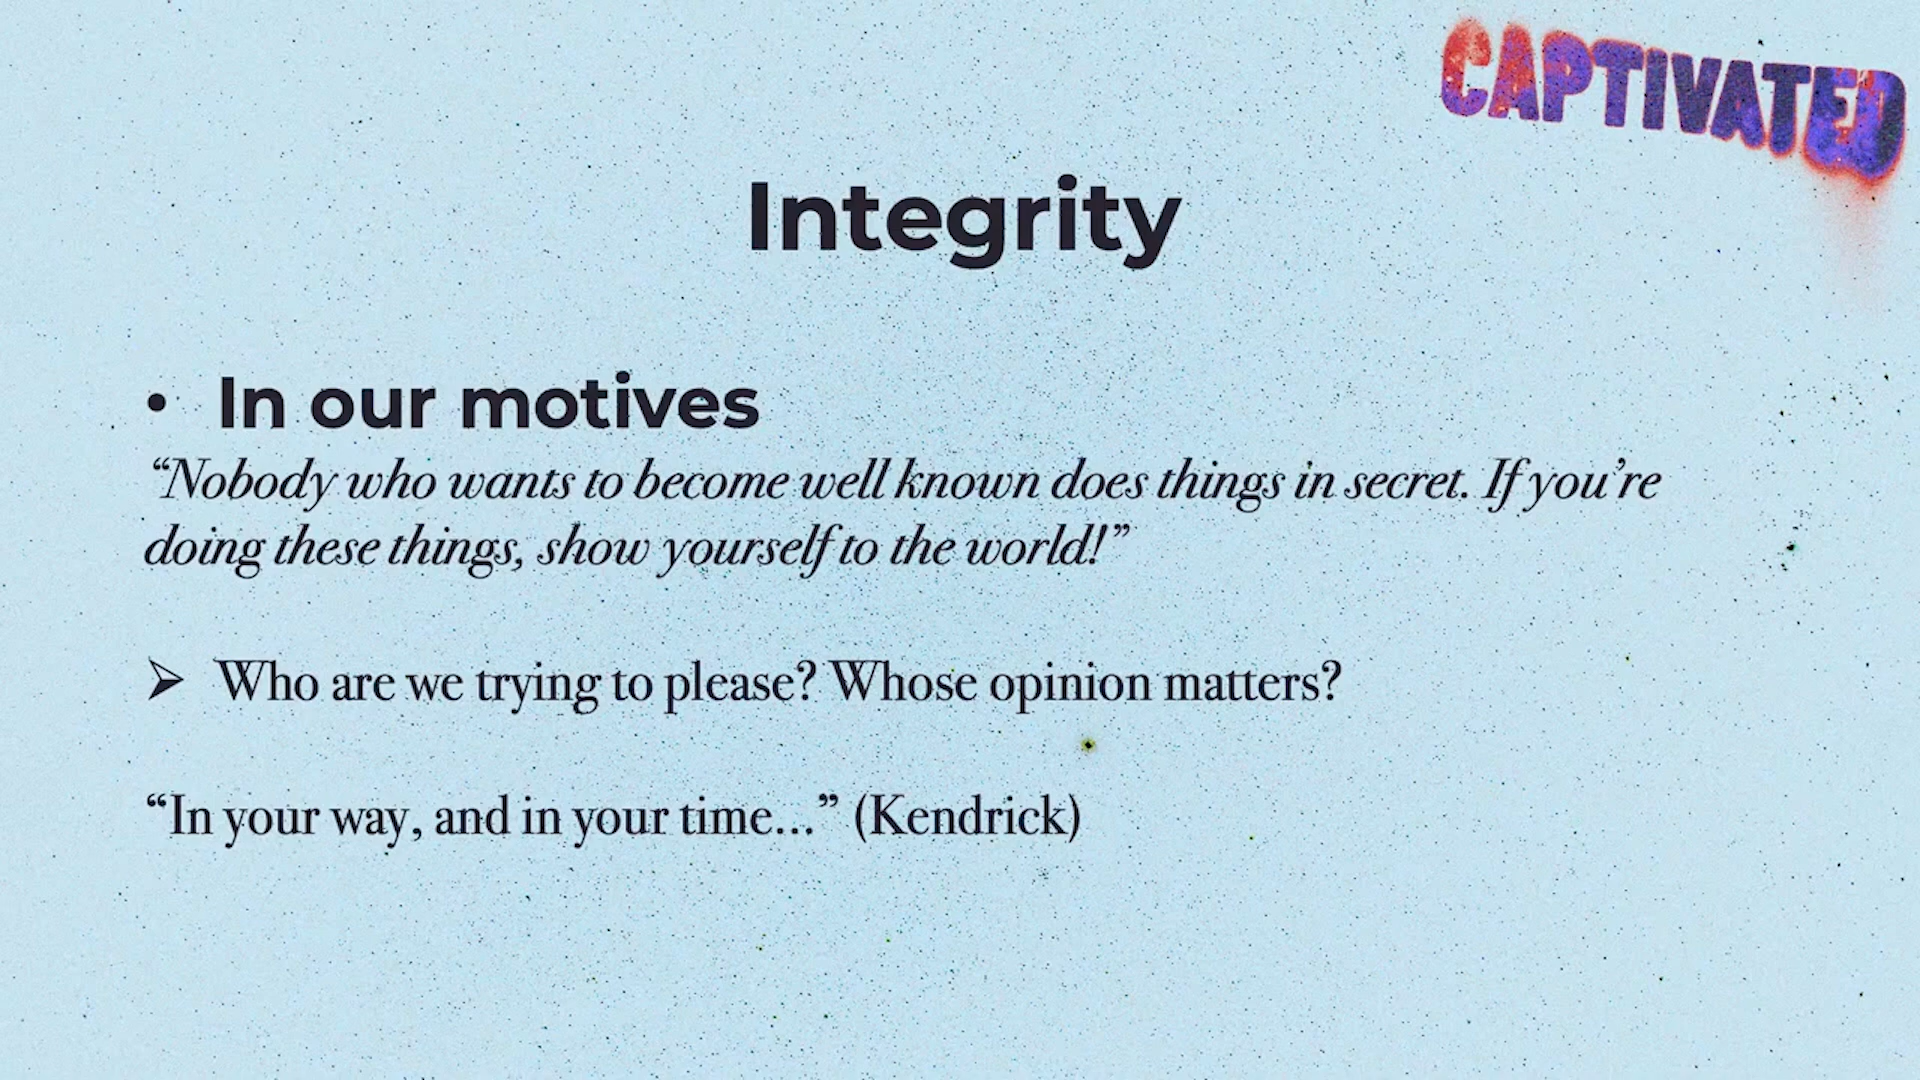 CAPTIVATED
Integrity
• In our motives
“Nobody who wants to become well known does things in secret. If you’re
doing these things, show yourself to the world!”
➢ Who are we trying to please? Whose opinion matters?
“In your way, and in your time...” (Kendrick)